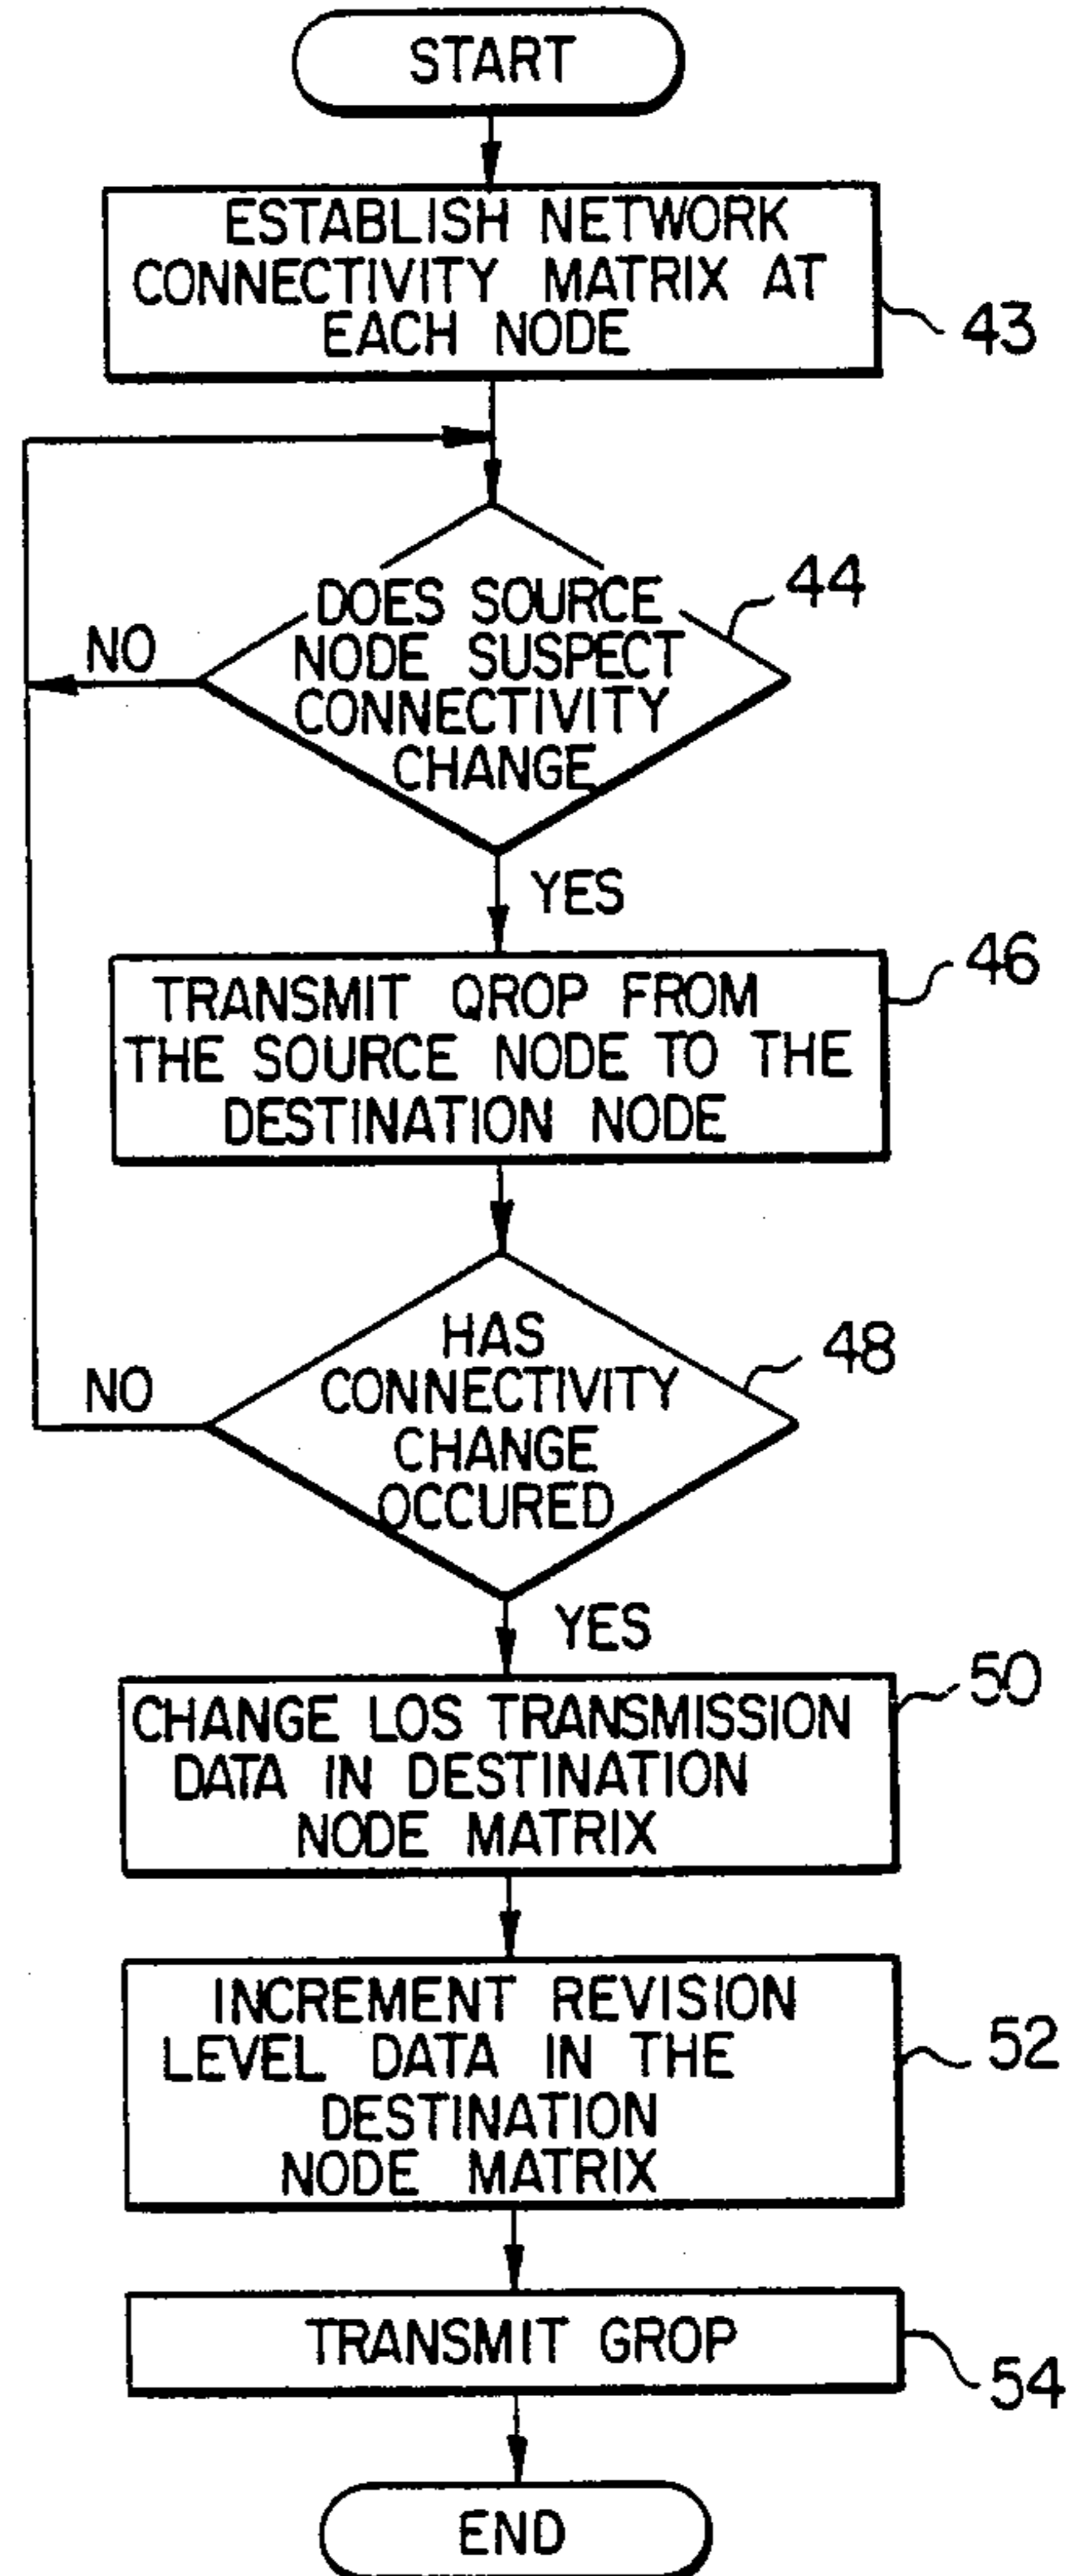 START
ESTABLISH NETWORK
CONNECTIVITY MATRIX AT
EACH NODE
43
DOES SOURCE
NODE SUSPECT
CONNECTIVITY
CHANGE
44
NO
YES
TRANSMIT QROP FROM
THE SOURCE NODE TO THE
DESTINATION NODE
46
HAS
CONNECTIVITY
CHANGE
OCCURED
48
NO
YES
CHANGE LOS TRANSMISSION
DATA IN DESTINATION
NODE MATRIX
50
INCREMENT REVISION
LEVEL DATA IN THE
DESTINATION
NODE MATRIX
52
TRANSMIT GROP
54
END